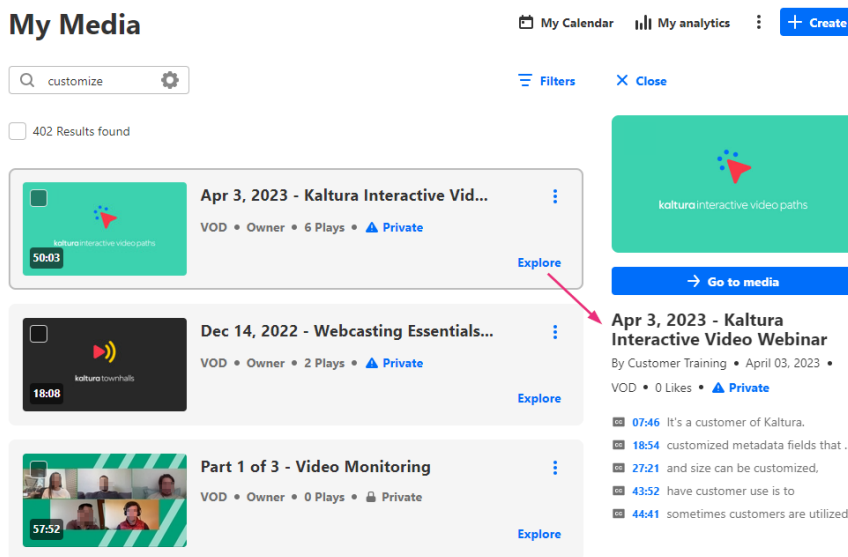 My Media
My Calendar
My analytics
Create
customize
Filters
Close
402 Results found
kaltura interactive video paths
50:03
Apr 3, 2023 - Kaltura Interactive Vid...
VOD • Owner • 6 Plays • Private
Explore
kaltura townhalls
18:08
Dec 14, 2022 - Webcasting Essentials...
VOD • Owner • 2 Plays • Private
Explore
57:52
Part 1 of 3 - Video Monitoring
VOD • Owner • 0 Plays • Private
Explore
kaltura interactive video paths
Go to media
Apr 3, 2023 - Kaltura
Interactive Video Webinar
By Customer Training • April 03, 2023 •
VOD • 0 Likes • Private
CC 07:46 It's a customer of Kaltura.
CC 18:54 customized metadata fields that .
CC 27:21 and size can be customized,
CC 43:52 have customer use is to
CC 44:41 sometimes customers are utilized